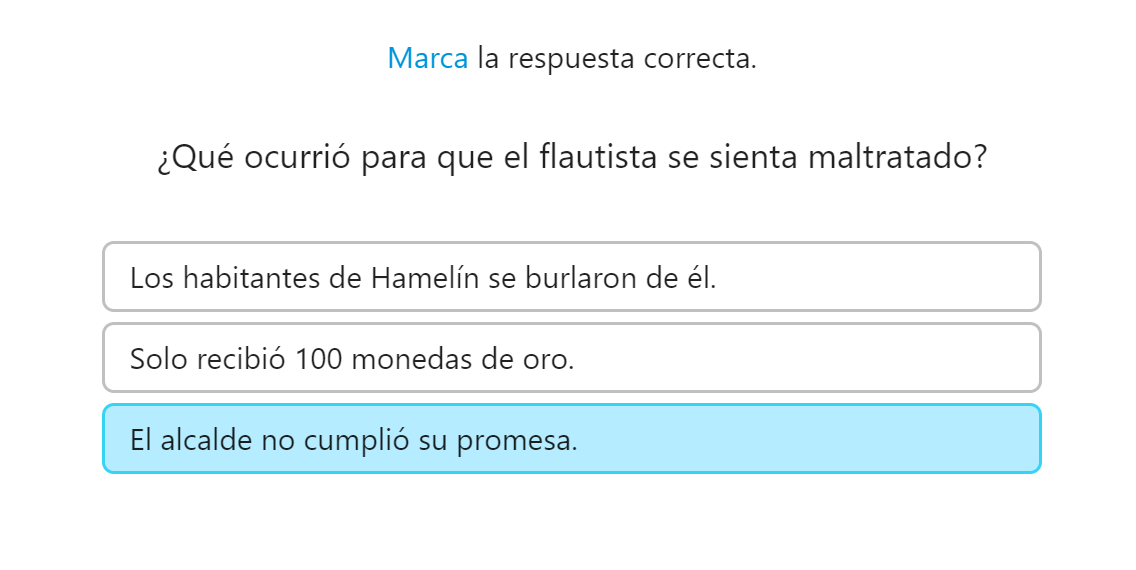 Marca la respuesta correcta.
¿Qué ocurrió para que el flautista se sienta maltratado?
Los habitantes de Hamelín se burlaron de él.
Solo recibió 100 monedas de oro.
El alcalde no cumplió su promesa.